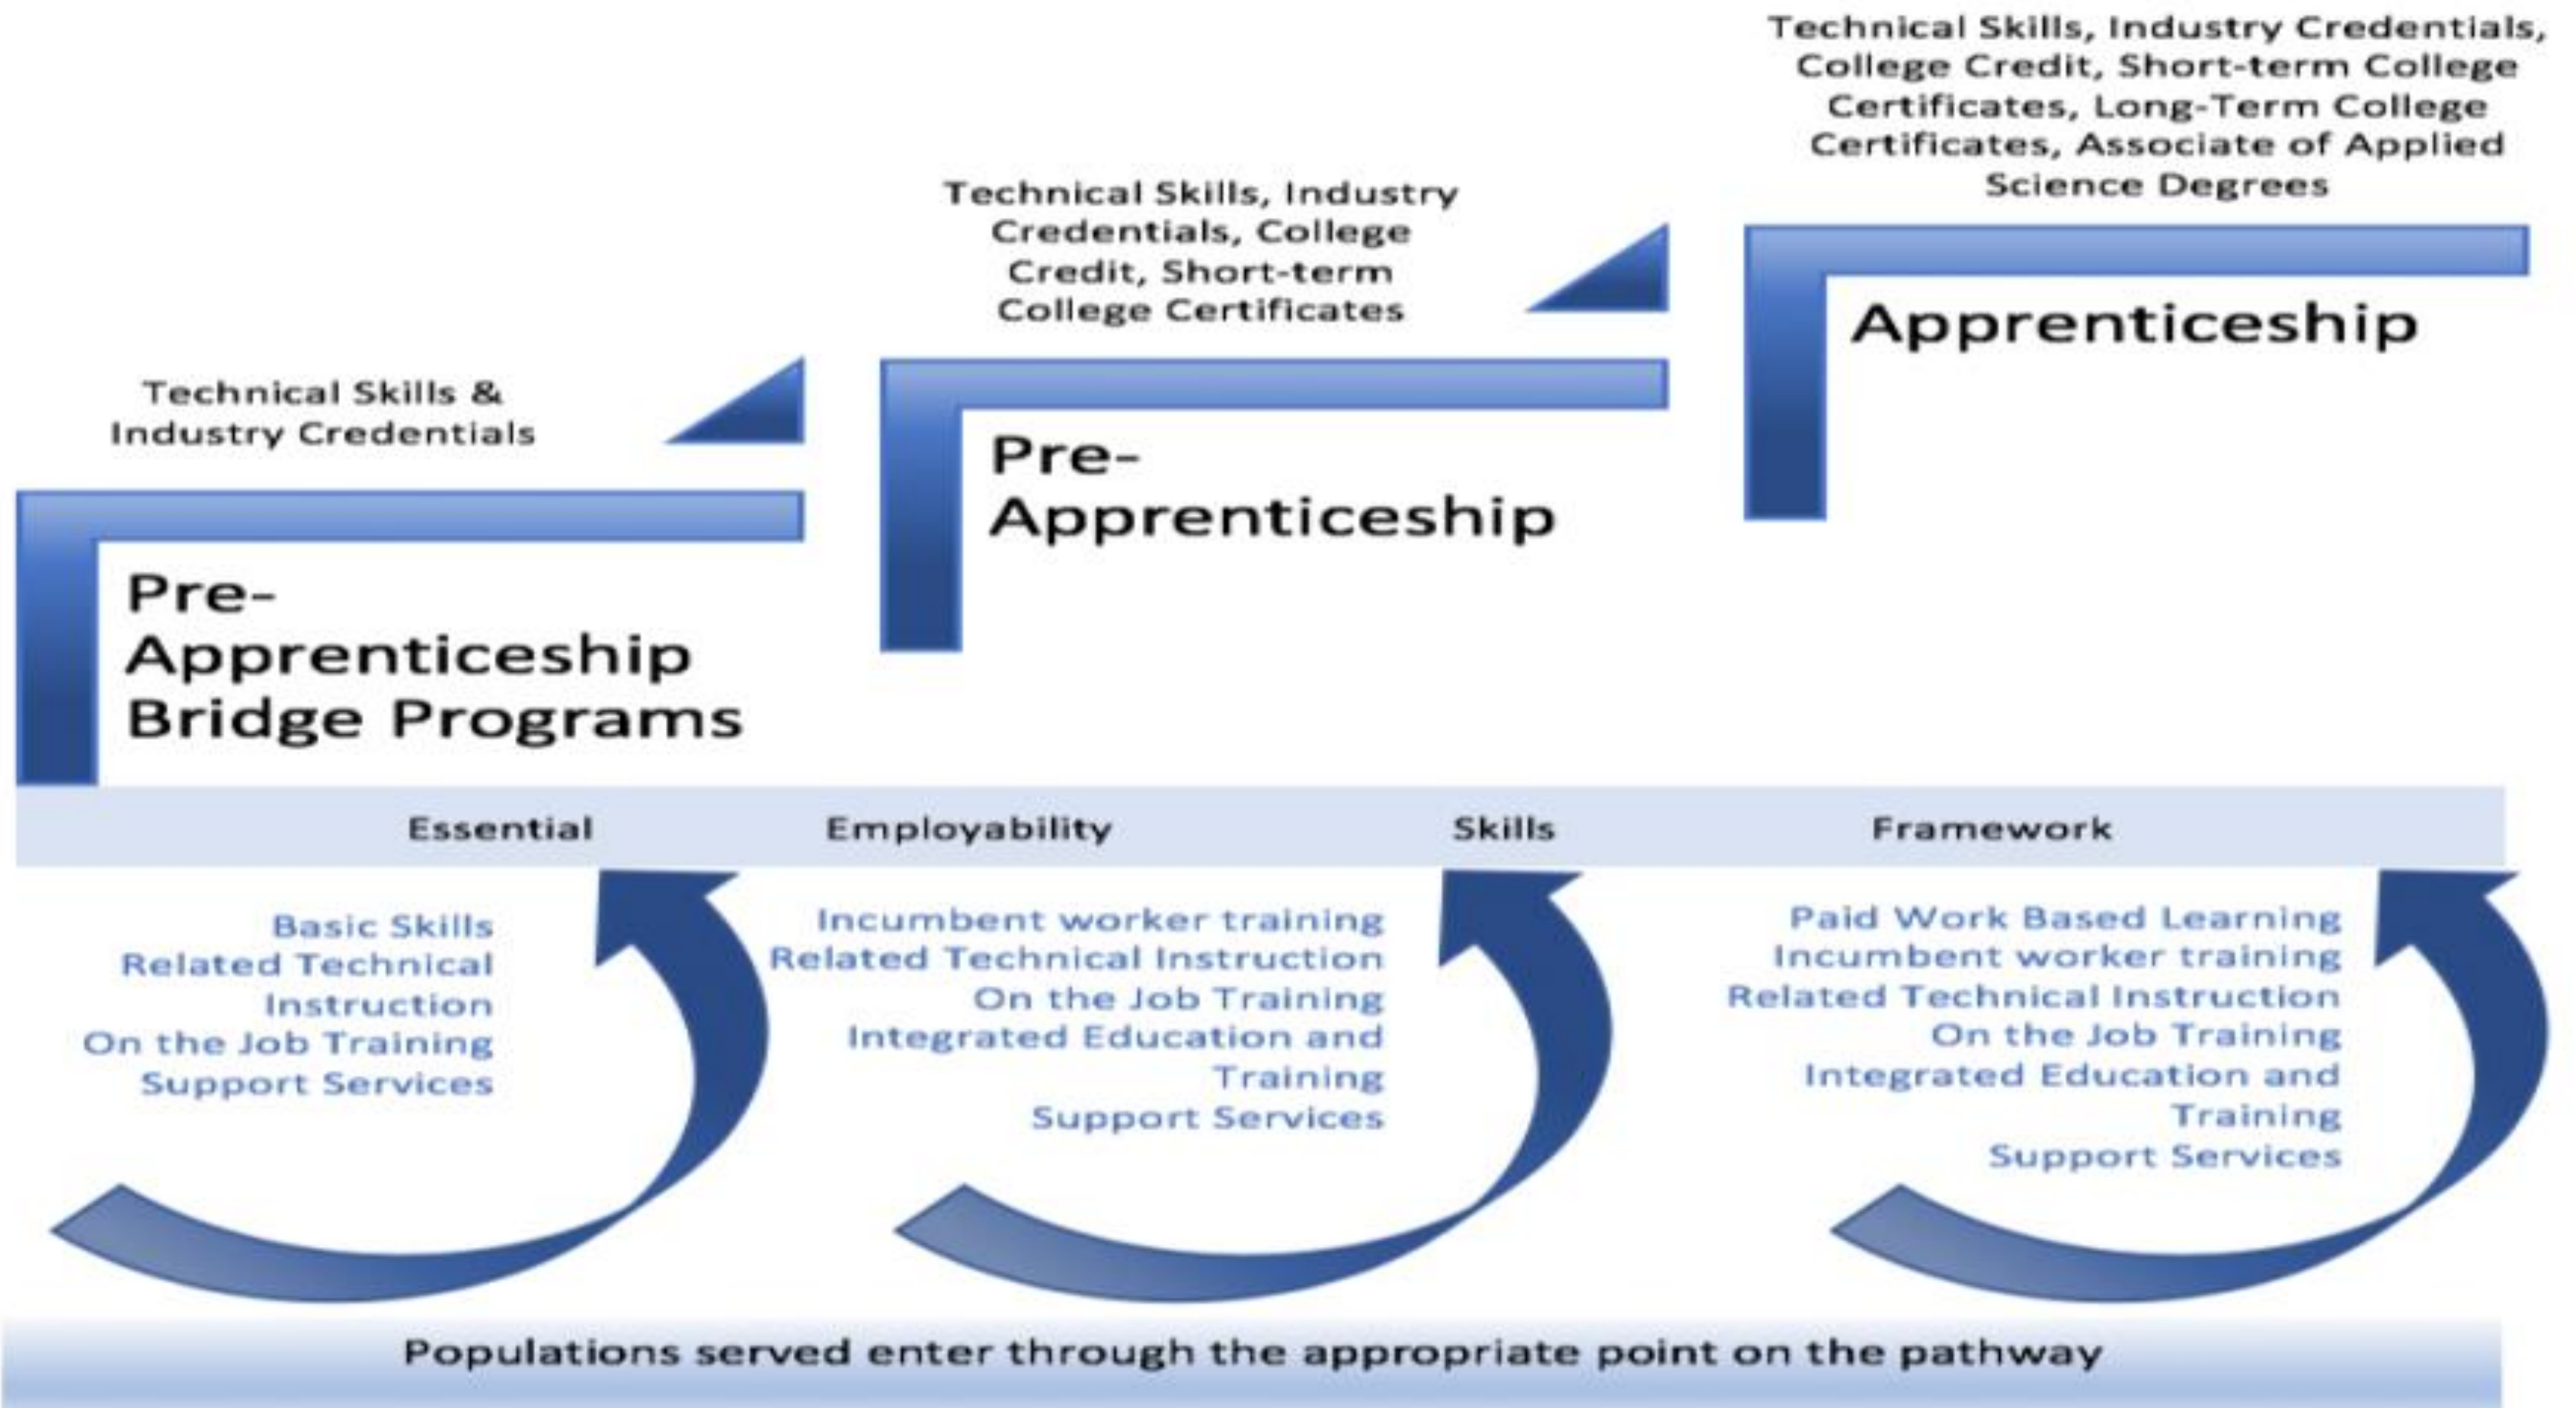 Technical Skills &
Industry Credentials
Pre-
Apprenticeship
Bridge Programs
Technical Skills, Industry
Credentials, College
Credit, Short-term
College Certificates
Pre-
Apprenticeship
Technical Skills, Industry Credentials,
College Credit, Short-term College
Certificates, Long-Term College
Certificates, Associate of Applied
Science Degrees
Apprenticeship
Essential Employability Skills Framework
Basic Skills
Related Technical
Instruction
On the Job Training
Support Services
Incumbent worker training
Related Technical Instruction
On the Job Training
Integrated Education and
Training
Support Services
Paid Work Based Learning
Incumbent worker training
Related Technical Instruction
On the Job Training
Integrated Education and
Training
Support Services
Populations served enter through the appropriate point on the pathway